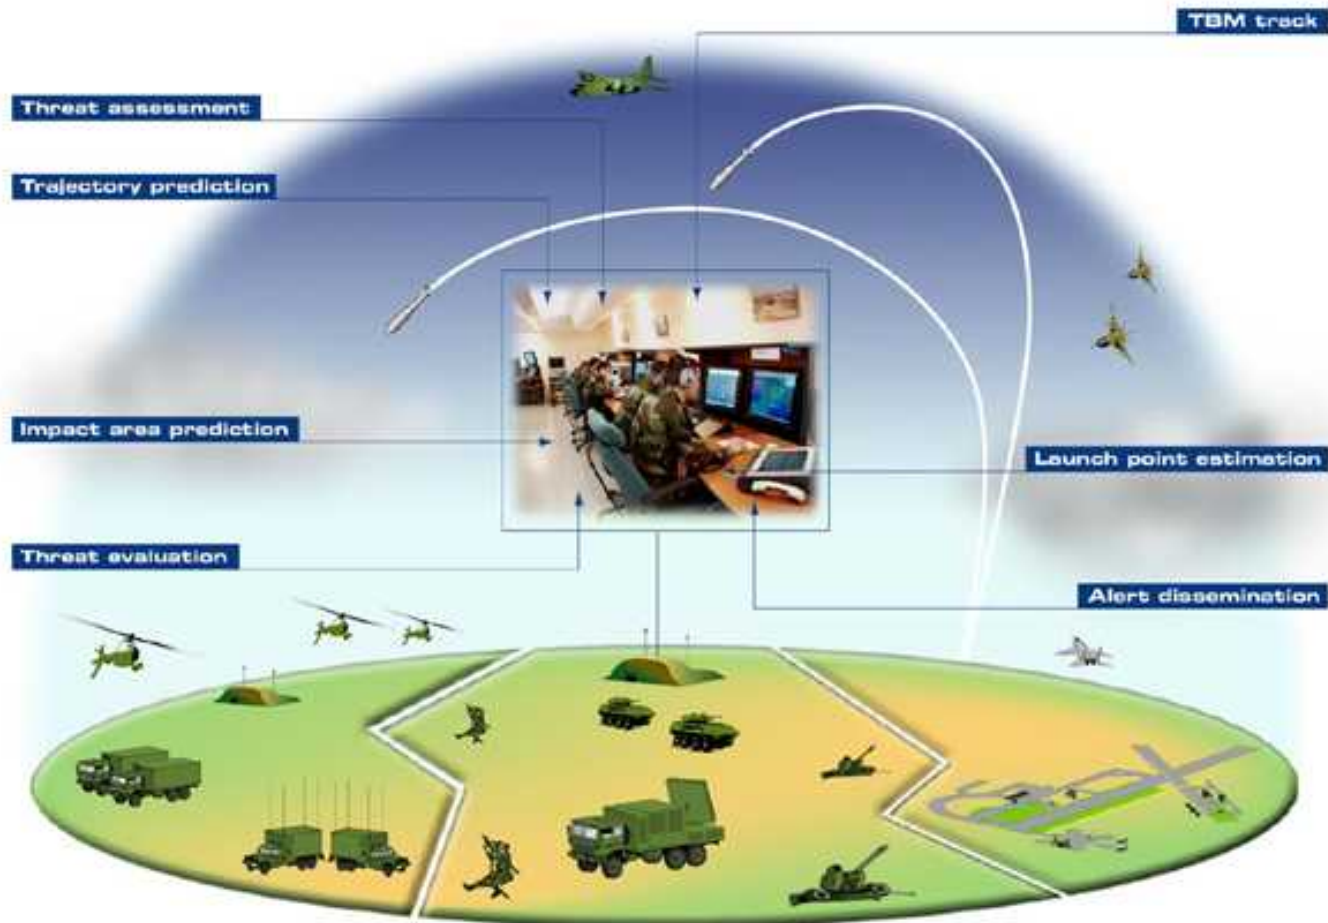 TBM track
Threat assessment
Trajectory prediction
Impact area prediction
Launch point estimation
Threat evaluation
Alert dissemination